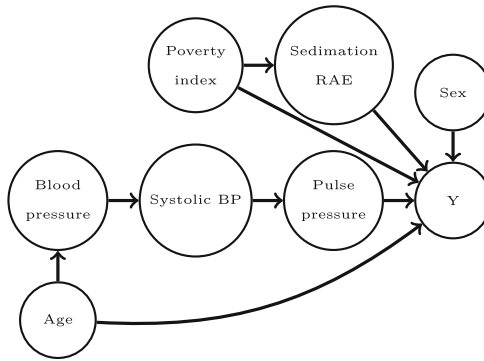 Poverty
index
Sedimation
RAE
Sex
Blood
pressure
Systolic BP
Pulse
pressure
Y
Age